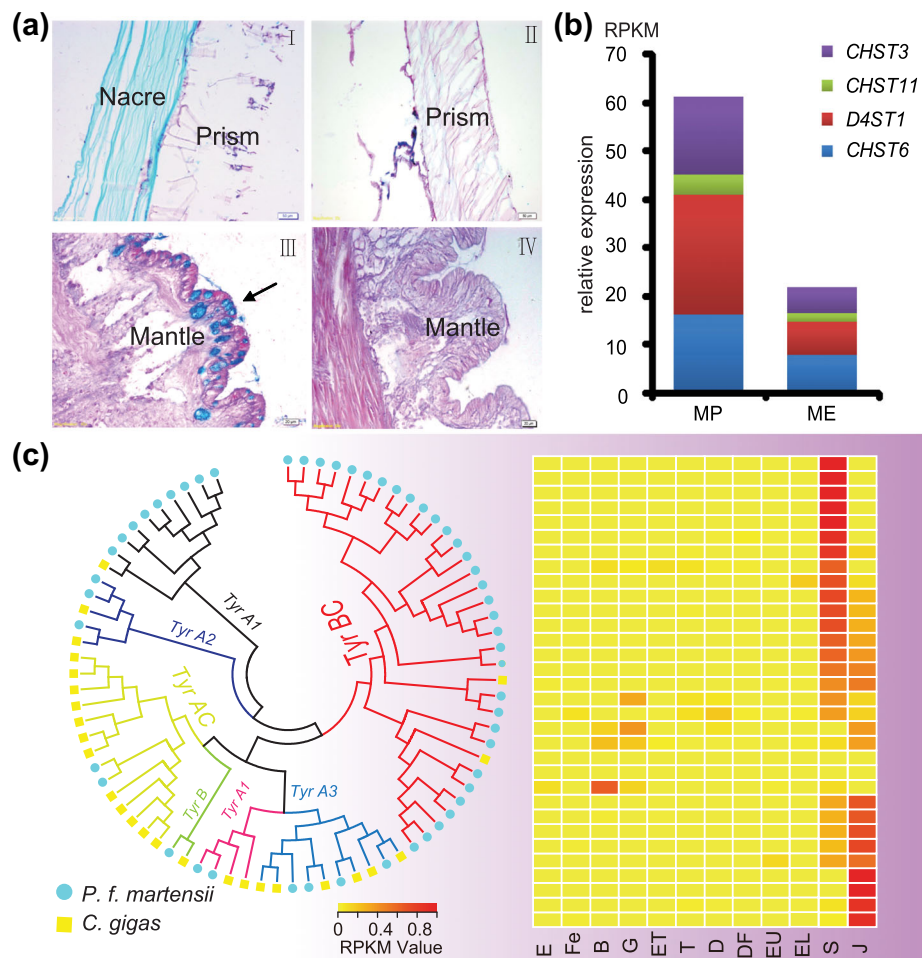 (a)
I
Nacre
Prism
II
Prism
III
Mantle
IV
Mantle
(b)
RPKM
70
60
50
40
30
20
10
0
relative expression
MP
ME
CHST3
CHST11
D4ST1
CHST6
(c)
Tyr A1
Tyr A2
Tyr AC
Tyr B
Tyr A1
Tyr A3
Tyr BC
P. f. martensii
C. gigas
0 0.4 0.8
RPKM Value
E Fe B G ET T D DF EU EL S J